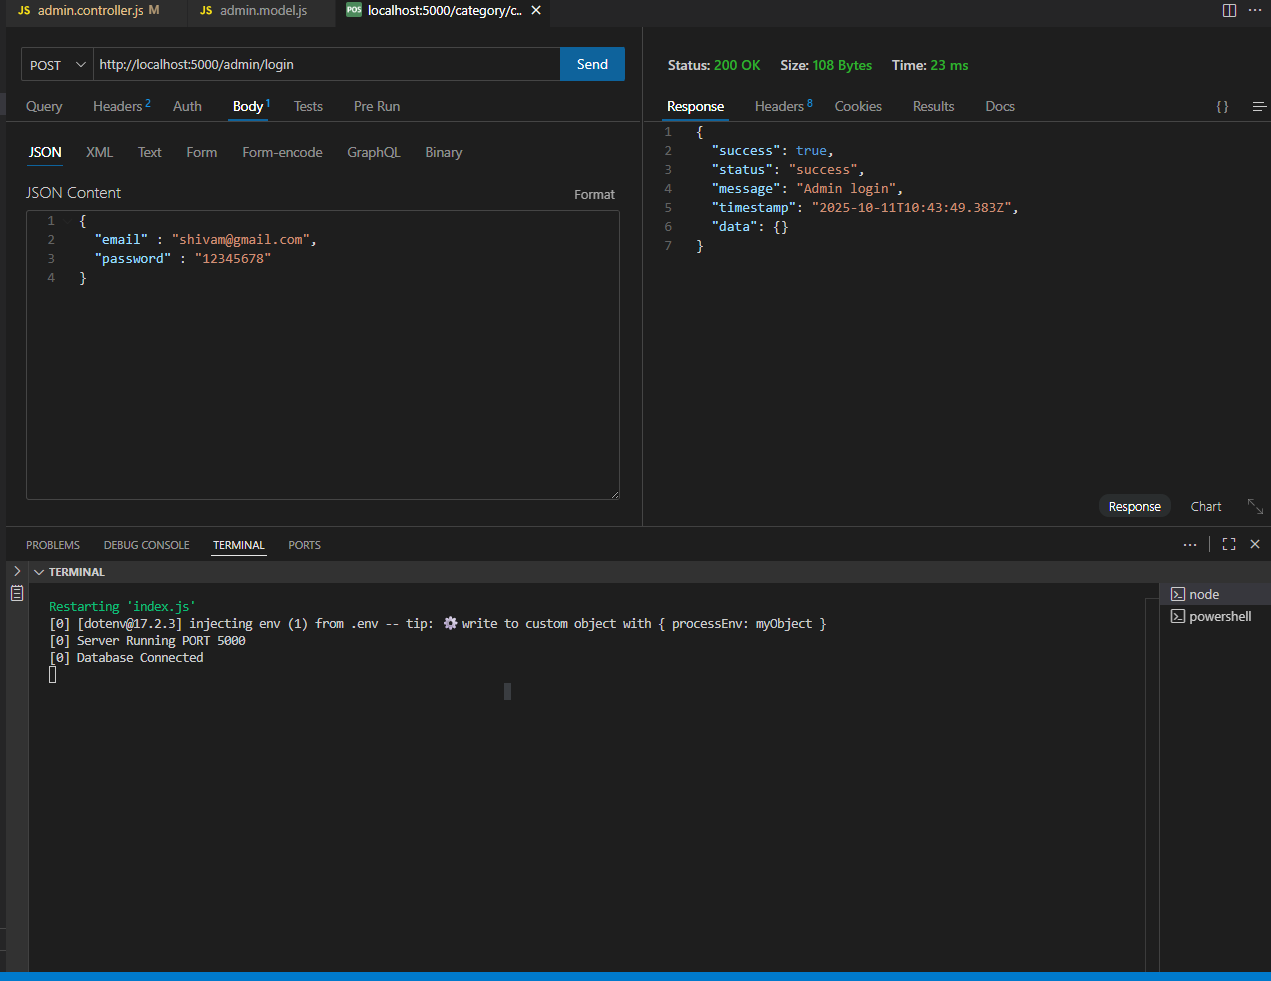 JS admin.controller.js M JS admin.model.js POS localhost:5000/category/c..
POST http://localhost:5000/admin/login Send
Query Headers 2 Auth Body 1 Tests Pre Run
JSON XML Text Form Form-encode GraphQL Binary
JSON Content Format
1 {
2 "email" : "shivam@gmail.com",
3 "password" : "12345678"
4 }
Status: 200 OK Size: 108 Bytes Time: 23 ms
Response Headers 8 Cookies Results Docs { }
1 {
2 "success": true,
3 "status": "success",
4 "message": "Admin login",
5 "timestamp": "2025-10-11T10:43:49.383Z",
6 "data": {}
7 }
Response Chart
PROBLEMS DEBUG CONSOLE TERMINAL PORTS
TERMINAL
Restarting 'index.js'
[0] [dotenv@17.2.3] injecting env (1) from .env -- tip: ⚙️ write to custom object with { processEnv: myObject }
[0] Server Running PORT 5000
[0] Database Connected
node
powershell